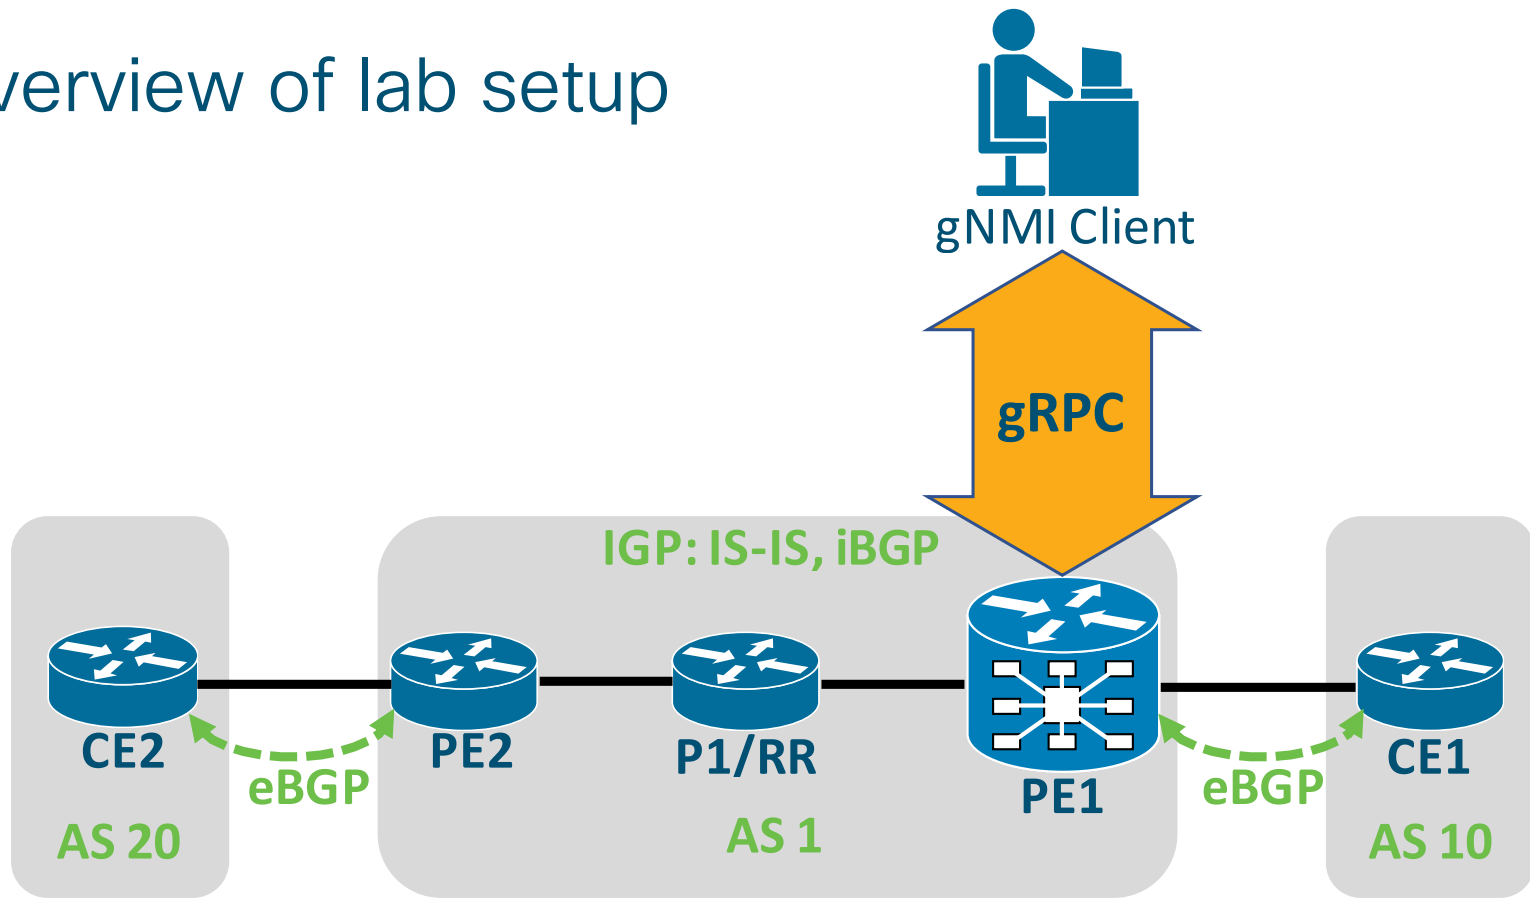 verview of lab setup
gNMI Client
gRPC
IGP: IS-IS, iBGP
CE2
PE2
P1/RR
PE1
CE1
eBGP
eBGP
AS 20
AS 1
AS 10